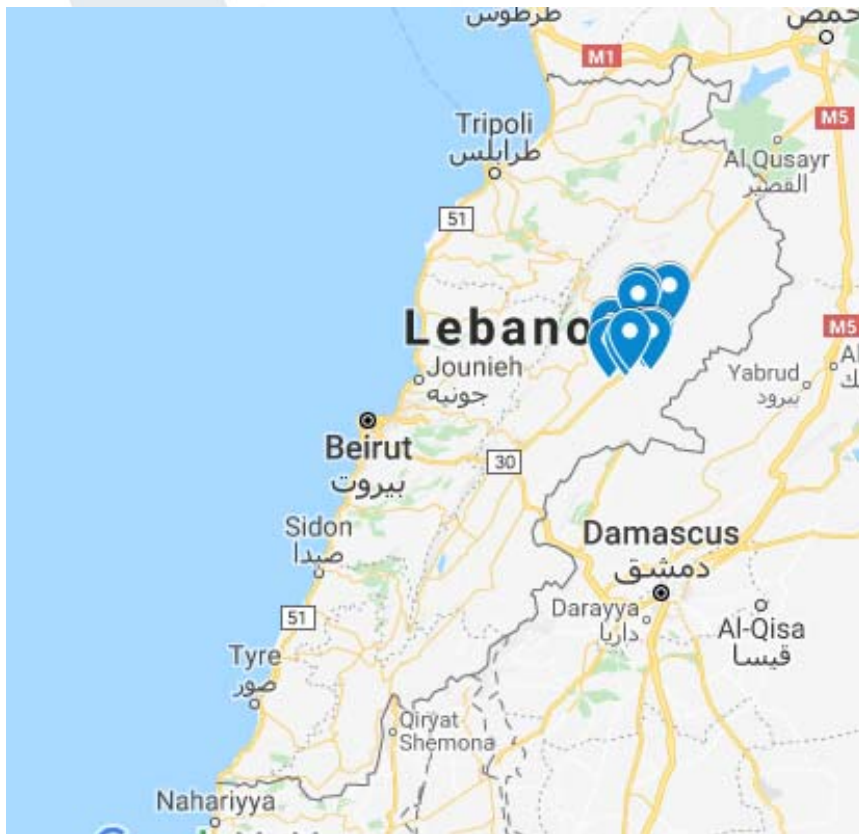 طرطوس
حمص
M1
M5
Tripoli
طرابلس
Al Qusayr
القصير
51
Lebano
M5
Jounieh
جونيه
Yabrud
يبرود
Beirut
بيروت
30
Sidon
صيدا
Damascus
دمشق
Darayya
داريا
51
Al-Qisa
قيسا
Tyre
صور
Qiryat
Shemona
Nahariyya